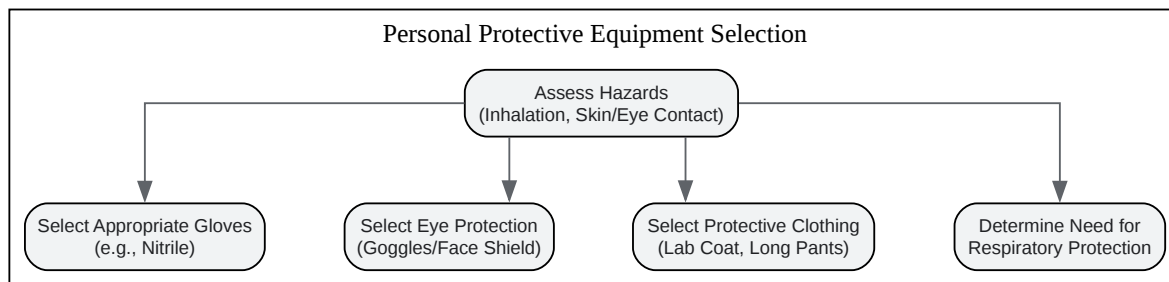 Personal Protective Equipment Selection
Assess Hazards
(Inhalation, Skin/Eye Contact)
Select Appropriate Gloves
(e.g., Nitrile)
Select Eye Protection
(Goggles/Face Shield)
Select Protective Clothing
(Lab Coat, Long Pants)
Determine Need for
Respiratory Protection